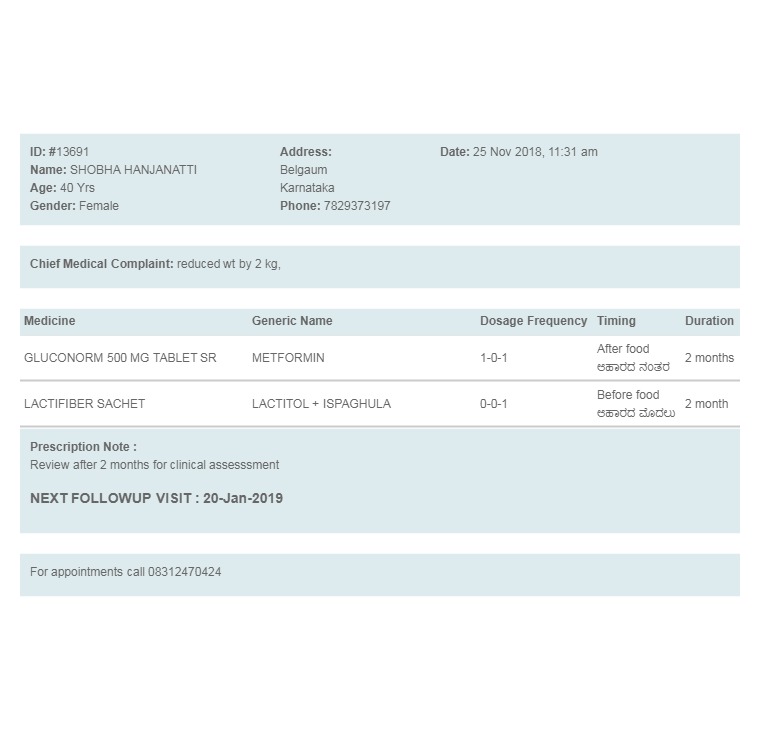 ID: #13691 Address: Date: 25 Nov 2018, 11:31 am
Name: SHOBHA HANJANATTI Belgaum
Age: 40 Yrs Karnataka
Gender: Female Phone: 7829373197
Chief Medical Complaint: reduced wt by 2 kg,
Medicine Generic Name Dosage Frequency Timing Duration
GLUCONORM 500 MG TABLET SR METFORMIN 1-0-1 After food 2 months
ಆಹಾರದ ನಂತರ
LACTIFIBER SACHET LACTITOL + ISPAGHULA 0-0-1 Before food 2 month
ಆಹಾರದ ಮೊದಲು
Prescription Note :
Review after 2 months for clinical assesssment
NEXT FOLLOWUP VISIT : 20-Jan-2019
For appointments call 08312470424